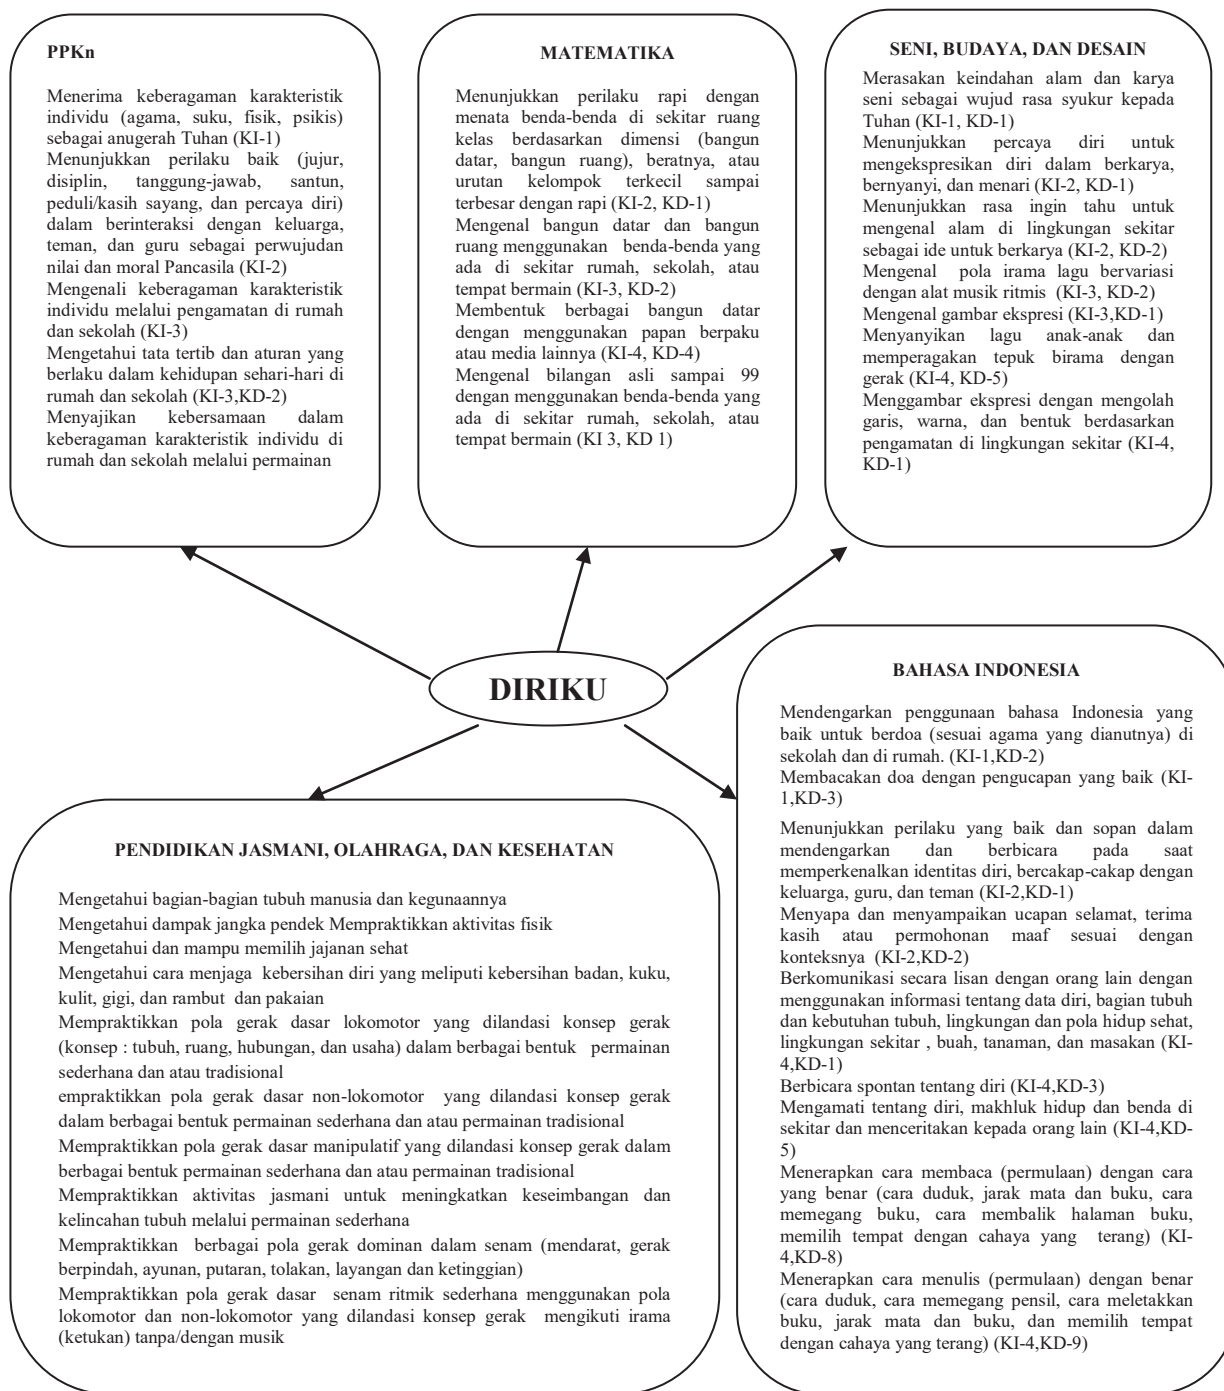 PPKn
Menerima keberagaman karakteristik
individu (agama, suku, fisik, psikis)
sebagai anugerah Tuhan (KI-1)
Menunjukkan perilaku baik (jujur,
disiplin, tanggung-jawab, santun,
peduli/kasih sayang, dan percaya diri)
dalam berinteraksi dengan keluarga,
teman, dan guru sebagai perwujudan
nilai dan moral Pancasila (KI-2)
Mengenali keberagaman karakteristik
individu melalui pengamatan di rumah
dan sekolah (KI-3)
Mengetahui tata tertib dan aturan yang
berlaku dalam kehidupan sehari-hari di
rumah dan sekolah (KI-3,KD-2)
Menyajikan kebersamaan dalam
keberagaman karakteristik individu di
rumah dan sekolah melalui permainan
MATEMATIKA
Menunjukkan perilaku rapi dengan
menata benda-benda di sekitar ruang
kelas berdasarkan dimensi (bangun
datar, bangun ruang), beratnya, atau
urutan kelompok terkecil sampai
terbesar dengan rapi (KI-2, KD-1)
Mengenal bangun datar dan bangun
ruang menggunakan benda-benda yang
ada di sekitar rumah, sekolah, atau
tempat bermain (KI-3, KD-2)
Membentuk berbagai bangun datar
dengan menggunakan papan berpaku
atau media lainnya (KI-4, KD-4)
Mengenal bilangan asli sampai 99
dengan menggunakan benda-benda yang
ada di sekitar rumah, sekolah, atau
tempat bermain (KI 3, KD 1)
SENI, BUDAYA, DAN DESAIN
Merasakan keindahan alam dan karya
seni sebagai wujud rasa syukur kepada
Tuhan (KI-1, KD-1)
Menunjukkan percaya diri untuk
mengekspresikan diri dalam berkarya,
bernyanyi, dan menari (KI-2, KD-1)
Menunjukkan rasa ingin tahu untuk
mengenal alam di lingkungan sekitar
sebagai ide untuk berkarya (KI-2, KD-2)
Mengenal pola irama lagu bervariasi
dengan alat musik ritmis (KI-3, KD-2)
Mengenal gambar ekspresi (KI-3,KD-1)
Menyanyikan lagu anak-anak dan
memperagakan tepuk birama dengan
gerak (KI-4, KD-5)
Menggambar ekspresi dengan mengolah
garis, warna, dan bentuk berdasarkan
pengamatan di lingkungan sekitar (KI-4,
KD-1)
DIRIKU
PENDIDIKAN JASMANI, OLAHRAGA, DAN KESEHATAN
Mengetahui bagian-bagian tubuh manusia dan kegunaannya
Mengetahui dampak jangka pendek Mempraktikkan aktivitas fisik
Mengetahui dan mampu memilih jajanan sehat
Mengetahui cara menjaga kebersihan diri yang meliputi kebersihan badan, kuku,
kulit, gigi, dan rambut dan pakaian
Mempraktikkan pola gerak dasar lokomotor yang dilandasi konsep gerak
(konsep : tubuh, ruang, hubungan, dan usaha) dalam berbagai bentuk permainan
sederhana dan atau tradisional
empraktikkan pola gerak dasar non-lokomotor yang dilandasi konsep gerak
dalam berbagai bentuk permainan sederhana dan atau permainan tradisional
Mempraktikkan pola gerak dasar manipulatif yang dilandasi konsep gerak dalam
berbagai bentuk permainan sederhana dan atau permainan tradisional
Mempraktikkan aktivitas jasmani untuk meningkatkan keseimbangan dan
kelincahan tubuh melalui permainan sederhana
Mempraktikkan berbagai pola gerak dominan dalam senam (mendarat, gerak
berpindah, ayunan, putaran, tolakan, layangan dan ketinggian)
Mempraktikkan pola gerak dasar senam ritmik sederhana menggunakan pola
lokomotor dan non-lokomotor yang dilandasi konsep gerak mengikuti irama
(ketukan) tanpa/dengan musik
BAHASA INDONESIA
Mendengarkan penggunaan bahasa Indonesia yang
baik untuk berdoa (sesuai agama yang dianutnya) di
sekolah dan di rumah. (KI-1,KD-2)
Membacakan doa dengan pengucapan yang baik (KI-
1,KD-3)
Menunjukkan perilaku yang baik dan sopan dalam
mendengarkan dan berbicara pada saat
memperkenalkan identitas diri, bercakap-cakap dengan
keluarga, guru, dan teman (KI-2,KD-1)
Menyapa dan menyampaikan ucapan selamat, terima
kasih atau permohonan maaf sesuai dengan
konteksnya (KI-2,KD-2)
Berkomunikasi secara lisan dengan orang lain dengan
menggunakan informasi tentang data diri, bagian tubuh
dan kebutuhan tubuh, lingkungan dan pola hidup sehat,
lingkungan sekitar , buah, tanaman, dan masakan (KI-
4,KD-1)
Berbicara spontan tentang diri (KI-4,KD-3)
Mengamati tentang diri, makhluk hidup dan benda di
sekitar dan menceritakan kepada orang lain (KI-4,KD-
5)
Menerapkan cara membaca (permulaan) dengan cara
yang benar (cara duduk, jarak mata dan buku, cara
memegang buku, cara membalik halaman buku,
memilih tempat dengan cahaya yang terang) (KI-
4,KD-8)
Menerapkan cara menulis (permulaan) dengan benar
(cara duduk, cara memegang pensil, cara meletakkan
buku, jarak mata dan buku, dan memilih tempat
dengan cahaya yang terang) (KI-4,KD-9)